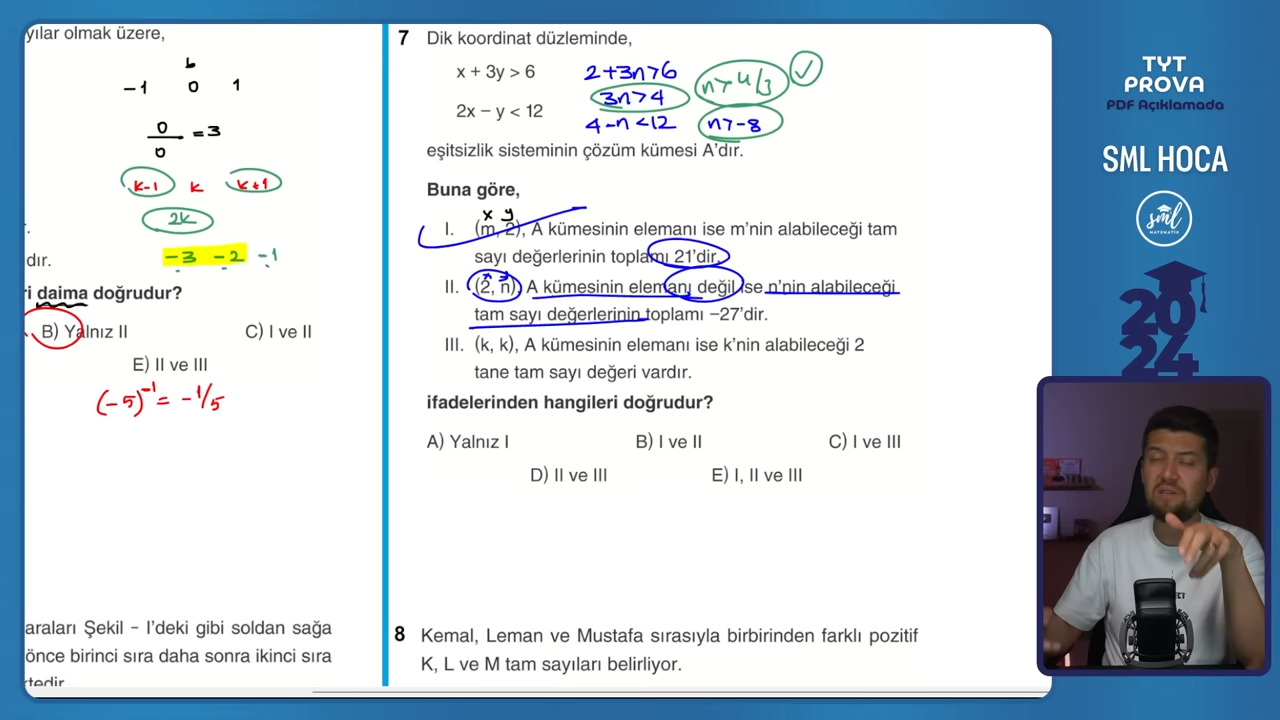 yılar olmak üzere,
6
-1 0 1
0/0 = 3
k-1 k k+1
2k
dır.
-3 -2 -1
ri daima doğrudur?
B) Yalnız II C) I ve II
E) II ve III
(-5)^-1 = -1/5
araları Şekil – I’deki gibi soldan sağa
önce birinci sıra daha sonra ikinci sıra
ktedir.
7 Dik koordinat düzleminde,
x + 3y > 6 2+3n>6 n>4/3
3n>4
2x – y < 12 4-n<12 n>-8
eşitsizlik sisteminin çözüm kümesi A’dır.
Buna göre,
x y
I. (m, 2), A kümesinin elemanı ise m’nin alabileceği tam
sayı değerlerinin toplamı 21’dir.
x y
II. (2, n), A kümesinin elemanı değil ise n’nin alabileceği
tam sayı değerlerinin toplamı –27’dir.
III. (k, k), A kümesinin elemanı ise k’nin alabileceği 2
tane tam sayı değeri vardır.
ifadelerinden hangileri doğrudur?
A) Yalnız I B) I ve II C) I ve III
D) II ve III E) I, II ve III
8 Kemal, Leman ve Mustafa sırasıyla birbirinden farklı pozitif
K, L ve M tam sayıları belirliyor.
TYT
PROVA
PDF Açıklamada
SML HOCA
sml
MATEMATİK
20
24